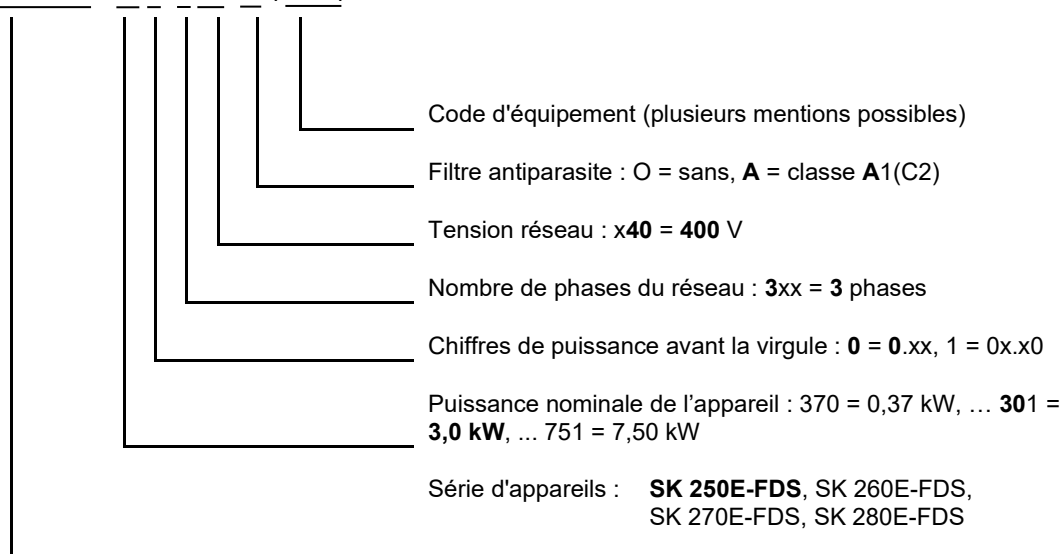 Code d'équipement (plusieurs mentions possibles)
Filtre antiparasite : O = sans, A = classe A1(C2)
Tension réseau : x40 = 400 V
Nombre de phases du réseau : 3xx = 3 phases
Chiffres de puissance avant la virgule : 0 = 0.xx, 1 = 0x.x0
Puissance nominale de l’appareil : 370 = 0,37 kW, … 301 =
3,0 kW, ... 751 = 7,50 kW
Série d'appareils : SK 250E-FDS, SK 260E-FDS,
SK 270E-FDS, SK 280E-FDS